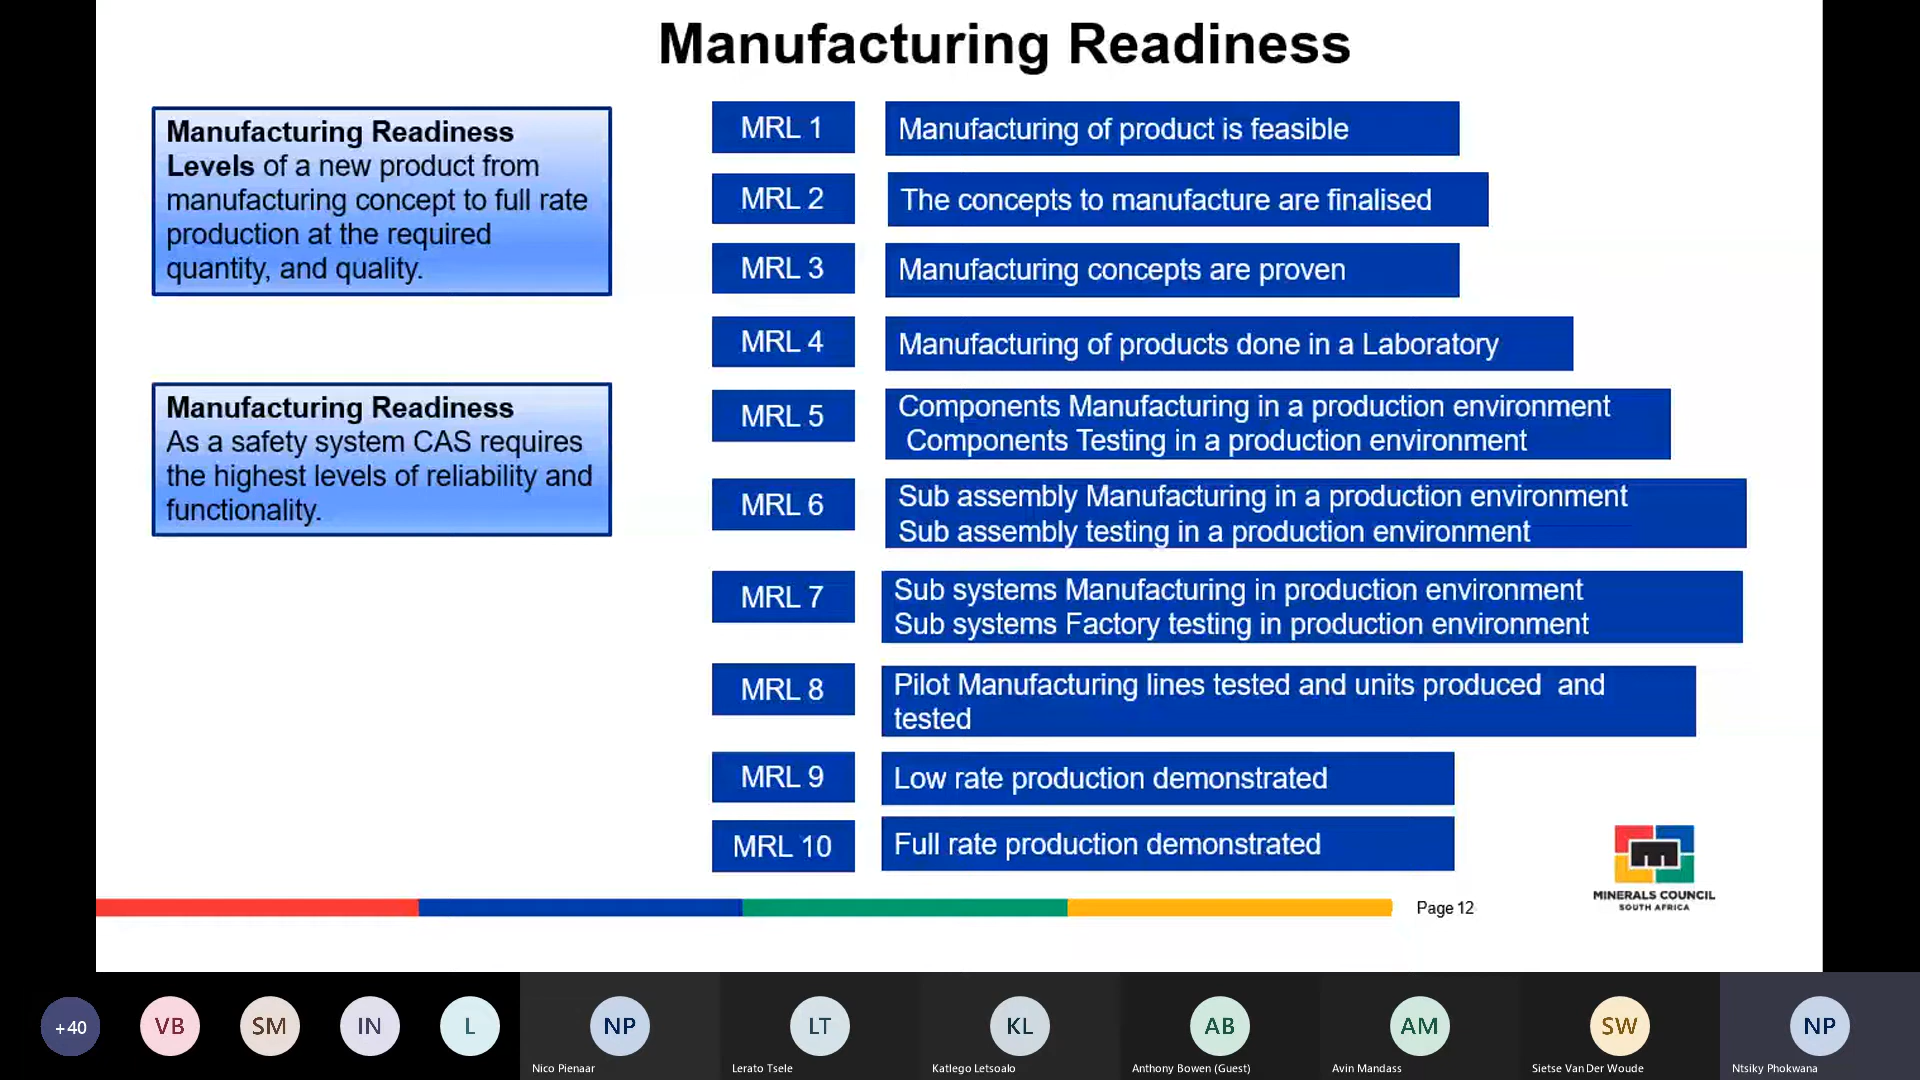 Manufacturing Readiness
Manufacturing Readiness
Levels of a new product from
manufacturing concept to full rate
production at the required
quantity, and quality.
Manufacturing Readiness
As a safety system CAS requires
the highest levels of reliability and
functionality.
MRL 1
Manufacturing of product is feasible
MRL 2
The concepts to manufacture are finalised
MRL 3
Manufacturing concepts are proven
MRL 4
Manufacturing of products done in a Laboratory
MRL 5
Components Manufacturing in a production environment
Components Testing in a production environment
MRL 6
Sub assembly Manufacturing in a production environment
Sub assembly testing in a production environment
MRL 7
Sub systems Manufacturing in production environment
Sub systems Factory testing in production environment
MRL 8
Pilot Manufacturing lines tested and units produced and
tested
MRL 9
Low rate production demonstrated
MRL 10
Full rate production demonstrated
MINERALS COUNCIL
SOUTH AFRICA
Page 12
+40
VB
SM
IN
L
NP
Nico Pienaar
LT
Lerato Tsele
KL
Katlego Letsoalo
AB
Anthony Bowen (Guest)
AM
Avin Mandass
SW
Sietse Van Der Woude
NP
Ntsiky Phokwana